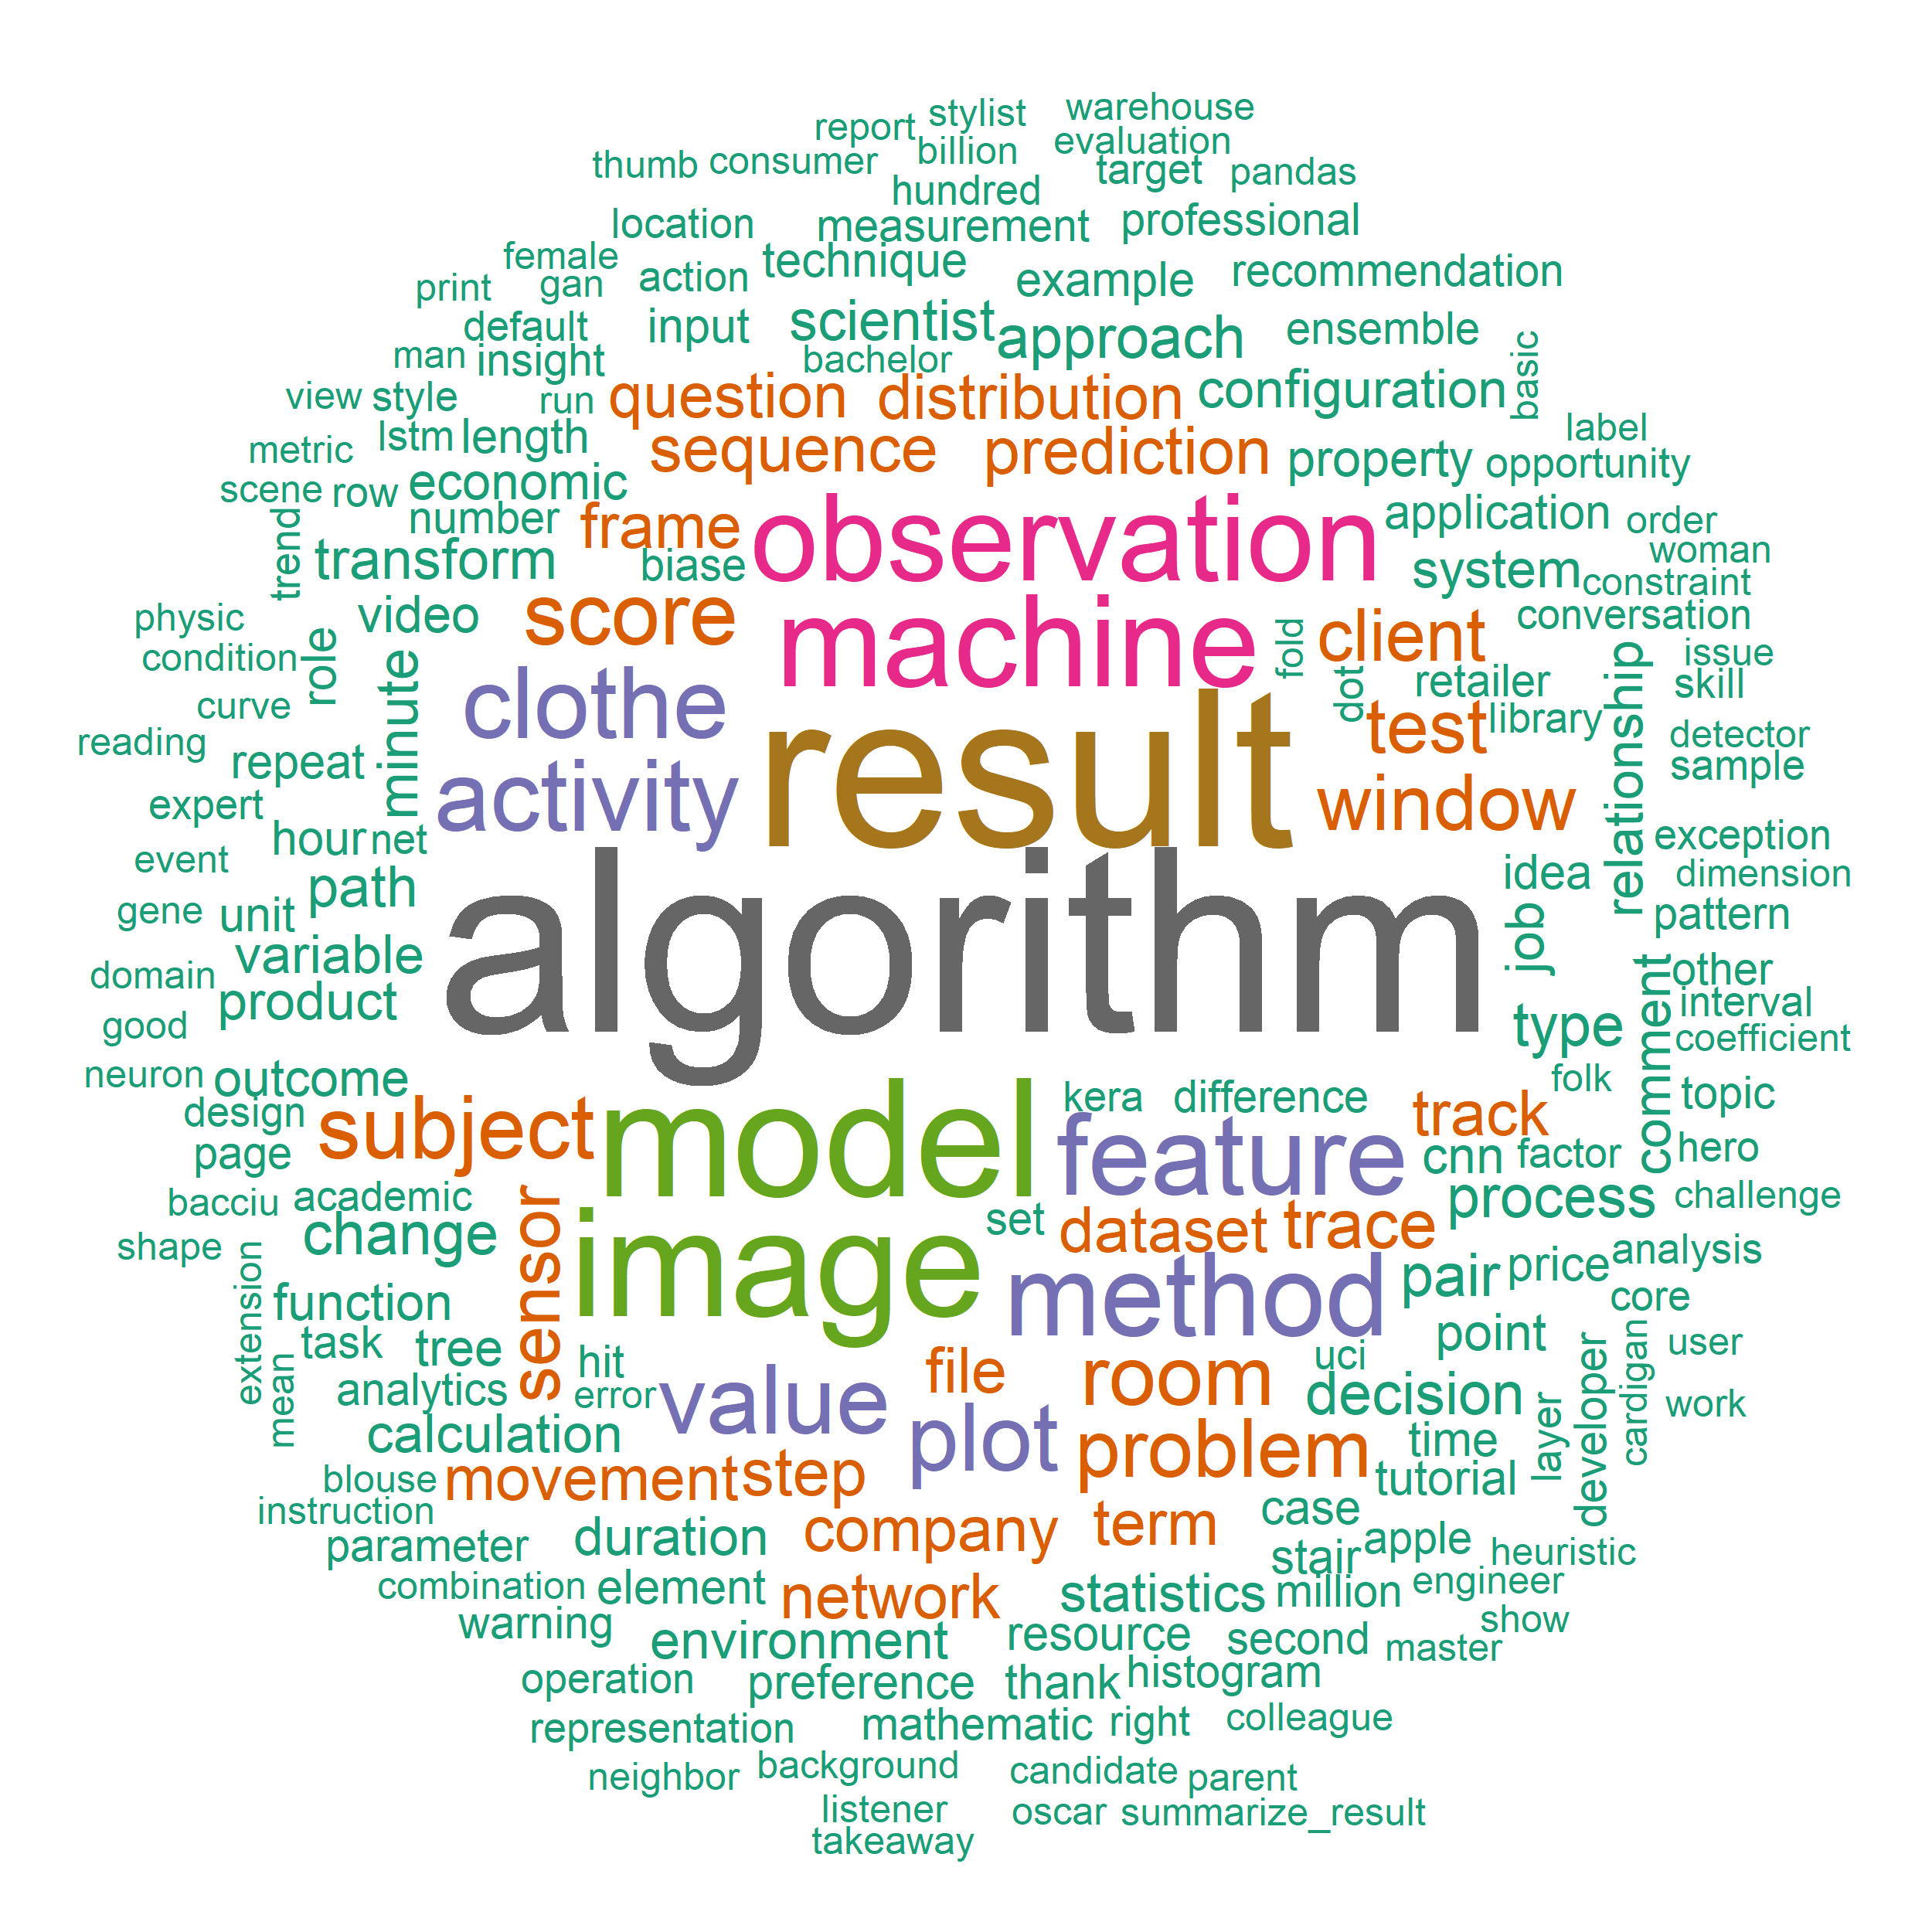 stylist warehouse
report billion evaluation
thumb consumer target pandas
hundred
location measurement professional
female technique
print gan action example recommendation
default input scientist approach ensemble
man insight bachelor basic
view style run question distribution configuration
metric lstm length sequence prediction property label
scene row economic opportunity
trend number frame observation application order
transform biase system woman
constraint
physic video score machine client conversation
condition role minute fold relationship issue
curve clothe dot retailer skill
reading repeat activity result test library detector
sample
expert window
event hour net exception
gene path idea dimension
unit job pattern
domain variable algorithm comment other
good product type interval
neuron outcome coefficient
design subject model kera difference track folk topic
page feature cnn factor hero
bacciu academic sensor set dataset trace process challenge
shape change image analysis
extension function method pair price core
mean task tree hit file room uci point developer cardigan user
analytics error value decision layer work
calculation plot problem time
blouse movement step tutorial
instruction case
parameter duration company term stair apple heuristic
combination element network statistics million engineer
warning environment resource second show
master
operation preference thank histogram
representation mathematic right colleague
neighbor background candidate parent
listener oscar summarize_result
takeaway